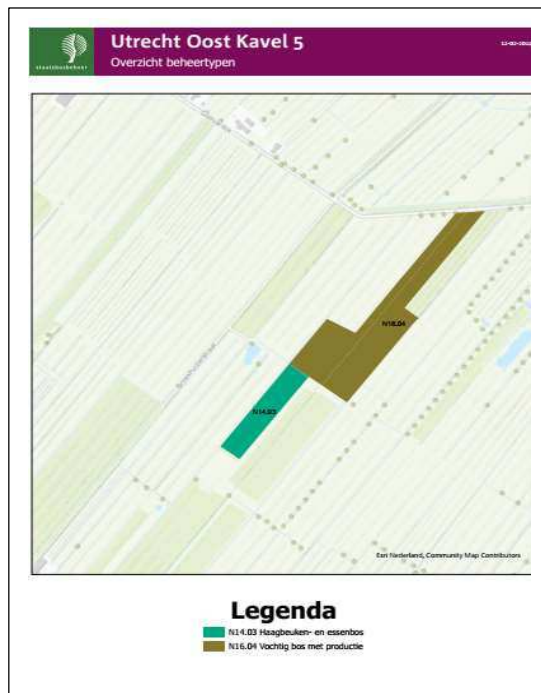 Utrecht Oost Kavel 5
Overzicht beheertypen
staatsbosbeheer
N16.04
N14.03
Esri Nederland, Community Map Contributors
Legenda
N14.03 Haagbeuken- en essenbos
N16.04 Vochtig bos met productie